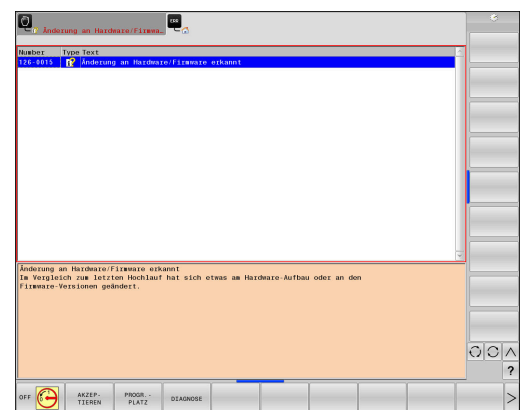 ERR
Änderung an Hardware/Firmwa…
Number Type Text
126-0015 Änderung an Hardware/Firmware erkannt
Änderung an Hardware/Firmware erkannt
Im Vergleich zum letzten Hochlauf hat sich etwas am Hardware-Aufbau oder an den
Firmware-Versionen geändert.
?
OFF
AKZEP-
TIEREN
PROGR.-
PLATZ
DIAGNOSE
>